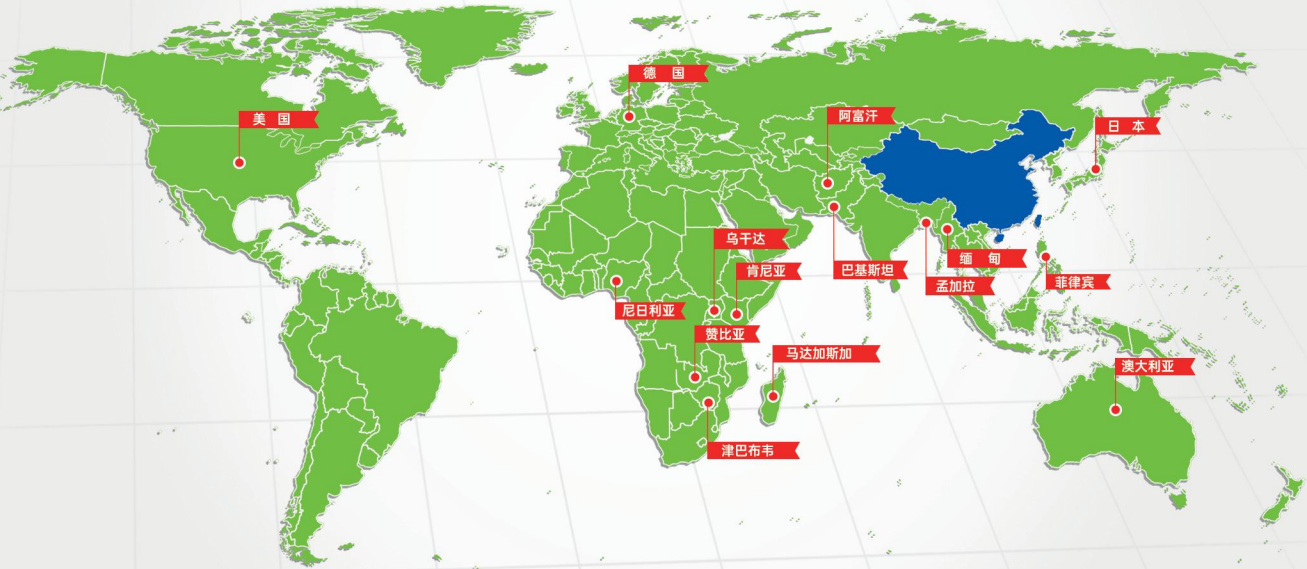 德 国
美 国
阿富汗
日 本
乌干达
缅 甸
肯尼亚
巴基斯坦
孟加拉
菲律宾
尼日利亚
赞比亚
马达加斯加
澳大利亚
津巴布韦